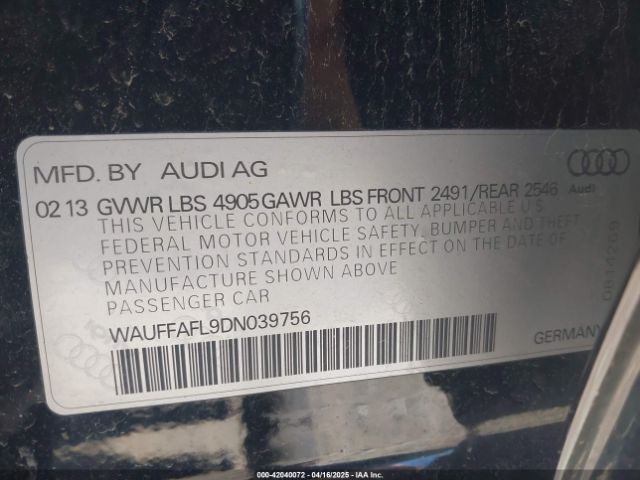 MFD. BY AUDI AG
02 13 GVWR LBS 4905 GAWR LBS FRONT 2491/REAR 2546
Audi
THIS VEHICLE CONFORMS TO ALL APPLICABLE U S
FEDERAL MOTOR VEHICLE SAFETY, BUMPER AND THEFT
PREVENTION STANDARDS IN EFFECT ON THE DATE OF
MANUFACTURE SHOWN ABOVE
PASSENGER CAR
WAUFFAFL9DN039756
GERMANY
000-42040072 - 04/16/2025 - IAA Inc.